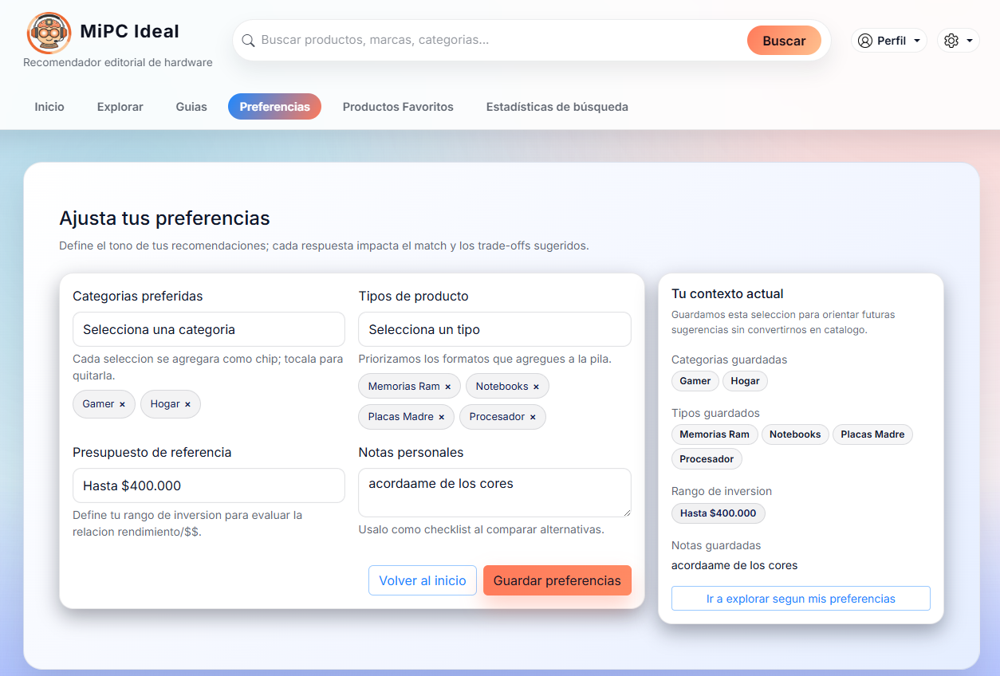 MiPC Ideal
Recomendador editorial de hardware
Buscar productos, marcas, categorias...
Buscar
Perfil
Inicio
Explorar
Guias
Preferencias
Productos Favoritos
Estadísticas de búsqueda
Ajusta tus preferencias
Define el tono de tus recomendaciones; cada respuesta impacta el match y los trade-offs sugeridos.
Categorias preferidas
Selecciona una categoria
Cada seleccion se agregara como chip; tocala para
quitarla.
Gamer ×
Hogar ×
Tipos de producto
Selecciona un tipo
Priorizamos los formatos que agregues a la pila.
Memorias Ram ×
Notebooks ×
Placas Madre ×
Procesador ×
Presupuesto de referencia
Hasta $400.000
Define tu rango de inversion para evaluar la
relacion rendimiento/$$.
Notas personales
acordaame de los cores
Usalo como checklist al comparar alternativas.
Volver al inicio
Guardar preferencias
Tu contexto actual
Guardamos esta seleccion para orientar futuras
sugerencias sin convertirnos en catalogo.
Categorias guardadas
Gamer
Hogar
Tipos guardados
Memorias Ram
Notebooks
Placas Madre
Procesador
Rango de inversion
Hasta $400.000
Notas guardadas
acordaame de los cores
Ir a explorar segun mis preferencias